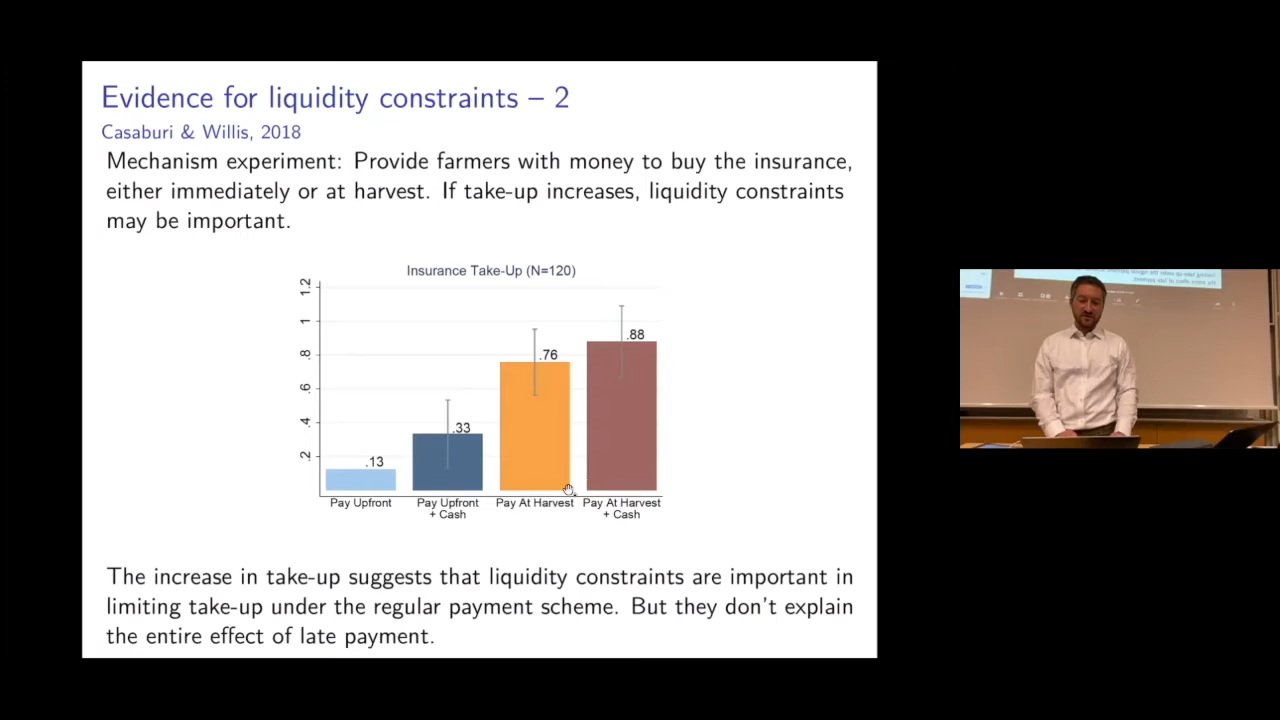 Evidence for liquidity constraints – 2
Casaburi & Willis, 2018
Mechanism experiment: Provide farmers with money to buy the insurance,
either immediately or at harvest. If take-up increases, liquidity constraints
may be important.
Insurance Take-Up (N=120)
1.2
1
.8
.6
.4
.2
.13
.33
.76
.88
Pay Upfront
Pay Upfront
+ Cash
Pay At Harvest
Pay At Harvest
+ Cash
The increase in take-up suggests that liquidity constraints are important in
limiting take-up under the regular payment scheme. But they don't explain
the entire effect of late payment.